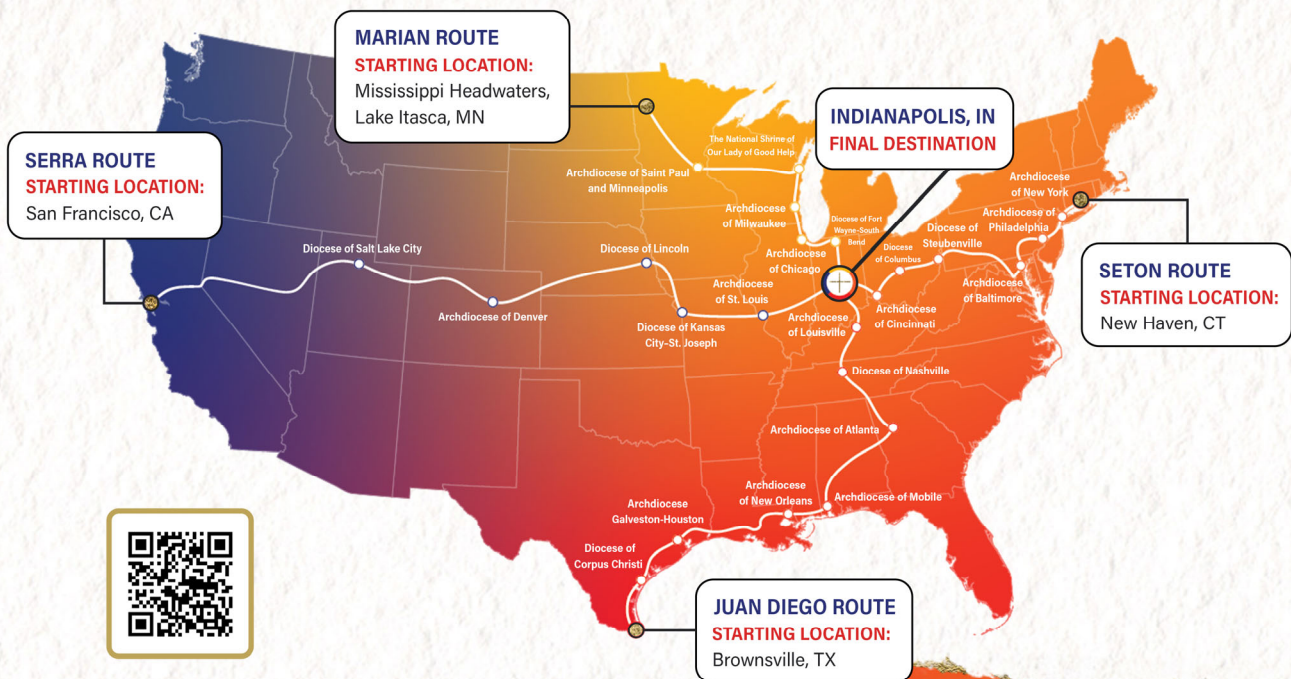 MARIAN ROUTE
STARTING LOCATION:
Mississippi Headwaters,
Lake Itasca, MN
INDIANAPOLIS, IN
FINAL DESTINATION
SERRA ROUTE
STARTING LOCATION:
San Francisco, CA
SETON ROUTE
STARTING LOCATION:
New Haven, CT
JUAN DIEGO ROUTE
STARTING LOCATION:
Brownsville, TX
The National Shrine of
Our Lady of Good Help
Archdiocese of Saint Paul
and Minneapolis
Archdiocese
of Milwaukee
Archdiocese
of Chicago
Diocese of Fort
Wayne-South
Bend
Diocese of Salt Lake City
Archdiocese of Denver
Diocese of Lincoln
Diocese of Kansas
City–St. Joseph
Archdiocese
of St. Louis
Archdiocese
of New York
Archdiocese of
Philadelphia
Archdiocese
of Baltimore
Diocese of
Steubenville
Diocese
of Columbus
Archdiocese
of Cincinnati
Archdiocese
of Louisville
Diocese of Nashville
Archdiocese of Atlanta
Archdiocese of Mobile
Archdiocese
of New Orleans
Archdiocese
Galveston-Houston
Diocese of
Corpus Christi